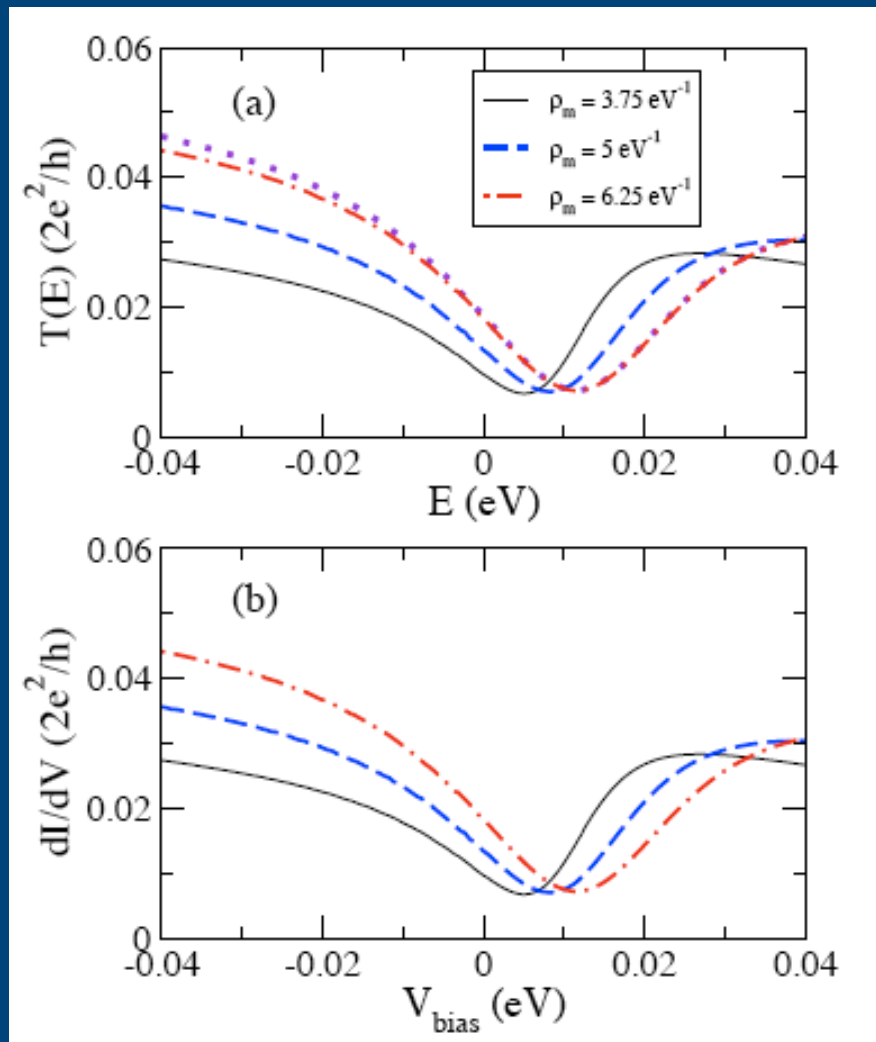 0.06
(a)
ρm = 3.75 eV⁻¹
ρm = 5 eV⁻¹
ρm = 6.25 eV⁻¹
0.04
0.02
0
T(E) (2e²/h)
-0.04 -0.02 0 0.02 0.04
E (eV)
0.06
(b)
0.04
0.02
0
dI/dV (2e²/h)
-0.04 -0.02 0 0.02 0.04
Vbias (eV)